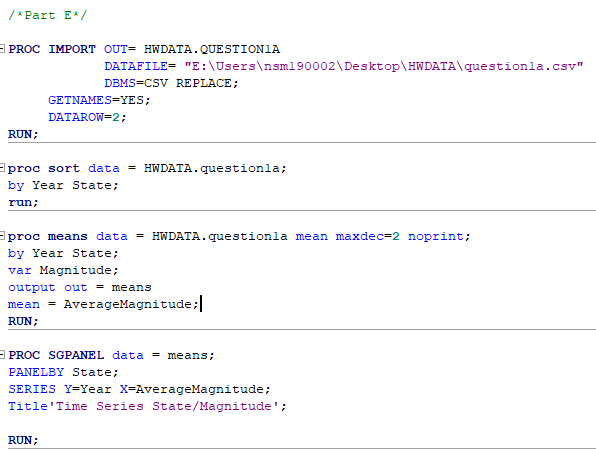 /*Part E*/
PROC IMPORT OUT= HWDATA.QUESTION1A
DATAFILE= "E:\Users\nsm190002\Desktop\HWDATA\question1a.csv"
DBMS=CSV REPLACE;
GETNAMES=YES;
DATAROW=2;
RUN;
proc sort data = HWDATA.question1a;
by Year State;
run;
proc means data = HWDATA.question1a mean maxdec=2 noprint;
by Year State;
var Magnitude;
output out = means
mean = AverageMagnitude;
RUN;
PROC SGPANEL data = means;
PANELBY State;
SERIES Y=Year X=AverageMagnitude;
Title'Time Series State/Magnitude';
RUN;